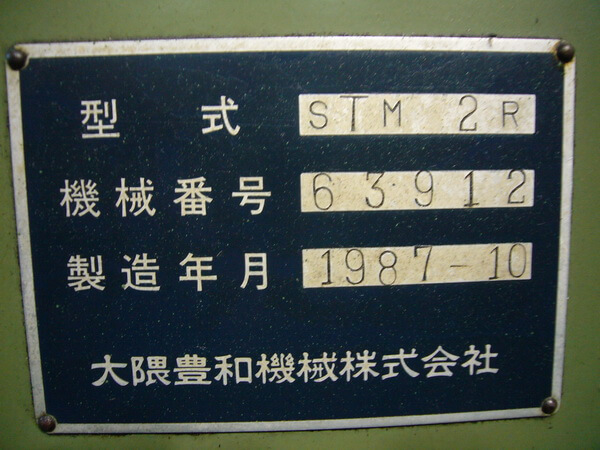 型式 STM 2R
機械番号 63912
製造年月 1987-10
大隈豊和機械株式会社